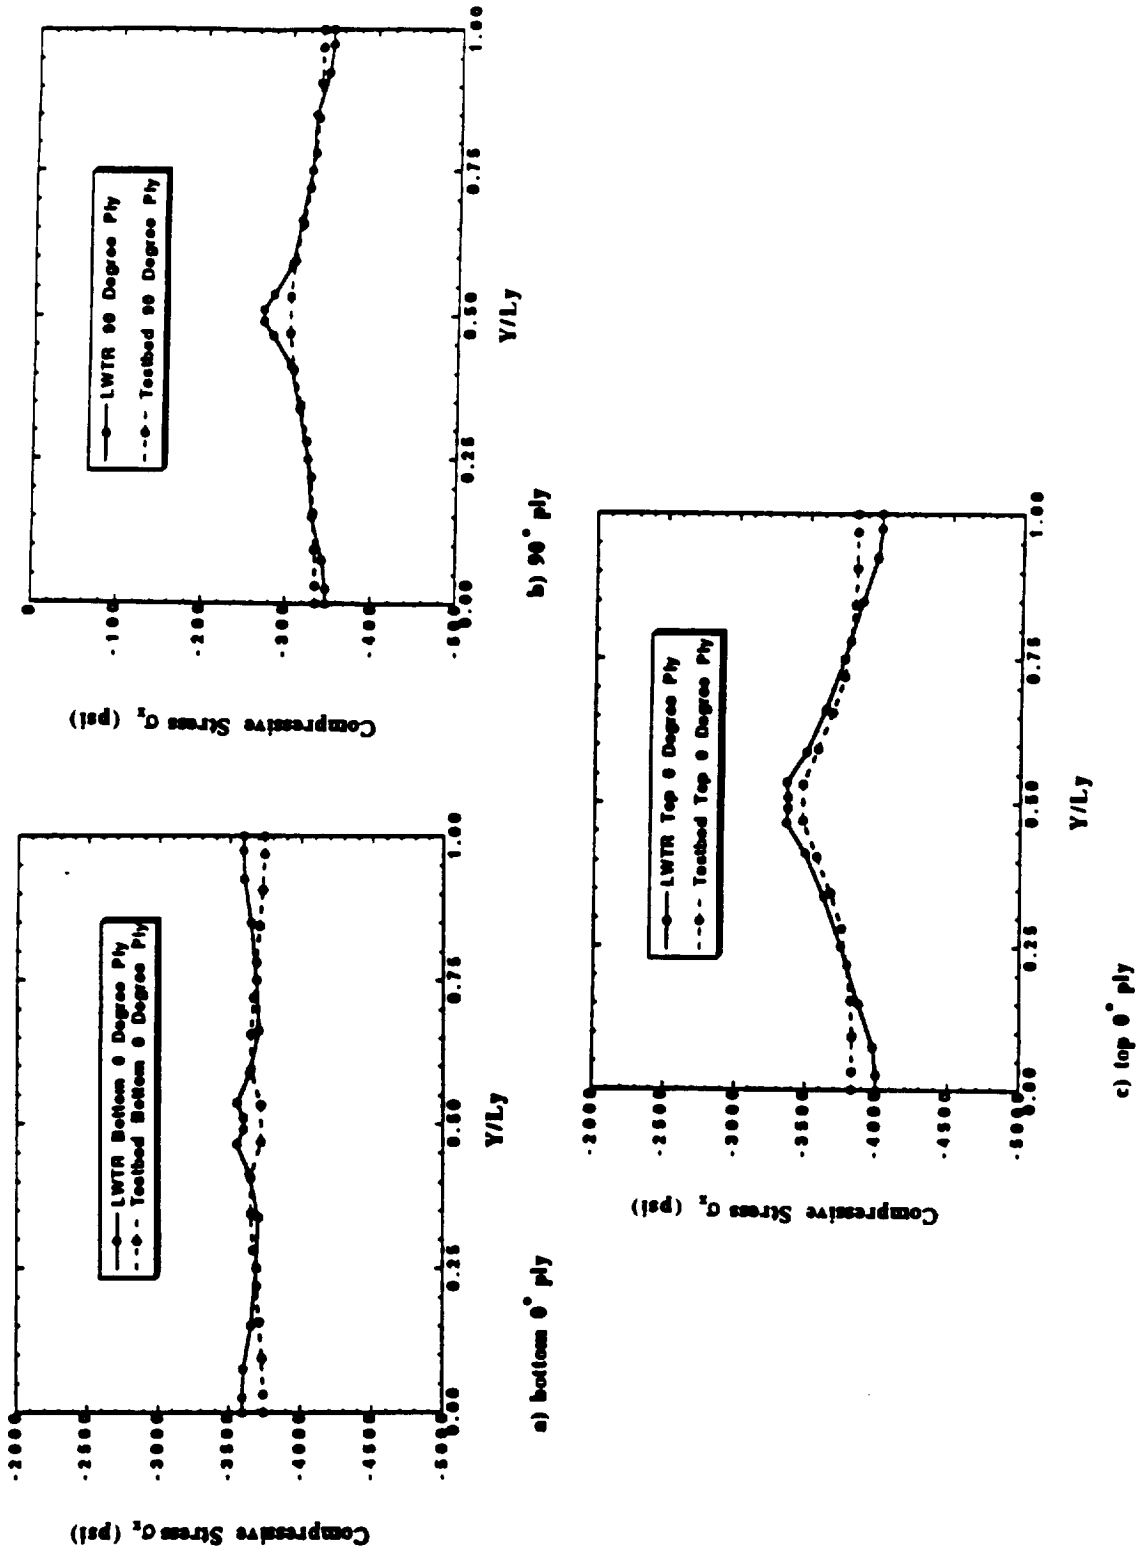 -2000
-2500
-3000
-3500
-4000
-4500
-5000
Compressive Stress σx (psi)
LWTR Bottom 0 Degree Ply
Testbed Bottom 0 Degree Ply
0.00
0.25
0.50
0.75
1.00
Y/Ly
a) bottom 0° ply
0
-100
-200
-300
-400
-500
Compressive Stress σx (psi)
LWTR 90 Degree Ply
Testbed 90 Degree Ply
0.00
0.25
0.50
0.75
1.00
Y/Ly
b) 90° ply
-2000
-2500
-3000
-3500
-4000
-4500
-5000
Compressive Stress σx (psi)
LWTR Top 0 Degree Ply
Testbed Top 0 Degree Ply
0.00
0.25
0.50
0.75
1.00
Y/Ly
c) top 0° ply